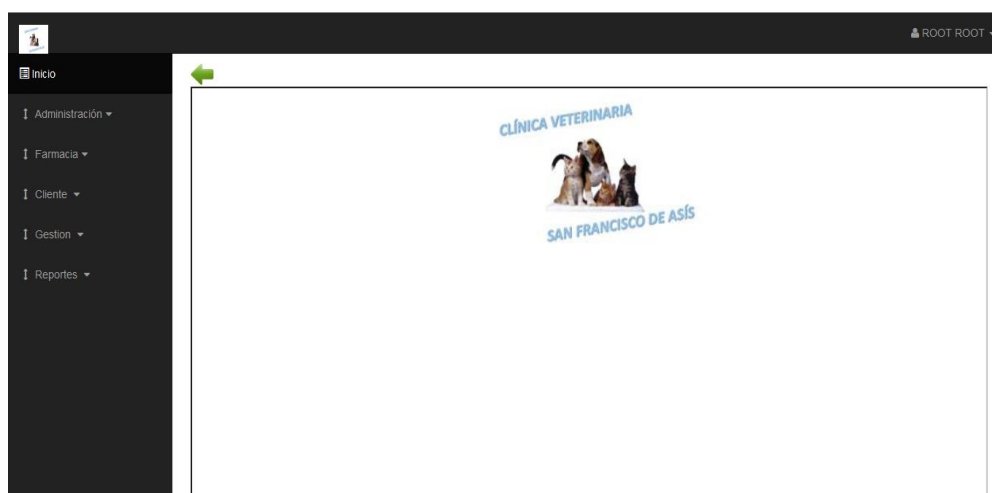 ROOT ROOT
Inicio
Administración
Farmacia
Cliente
Gestion
Reportes
CLÍNICA VETERINARIA
SAN FRANCISCO DE ASÍS